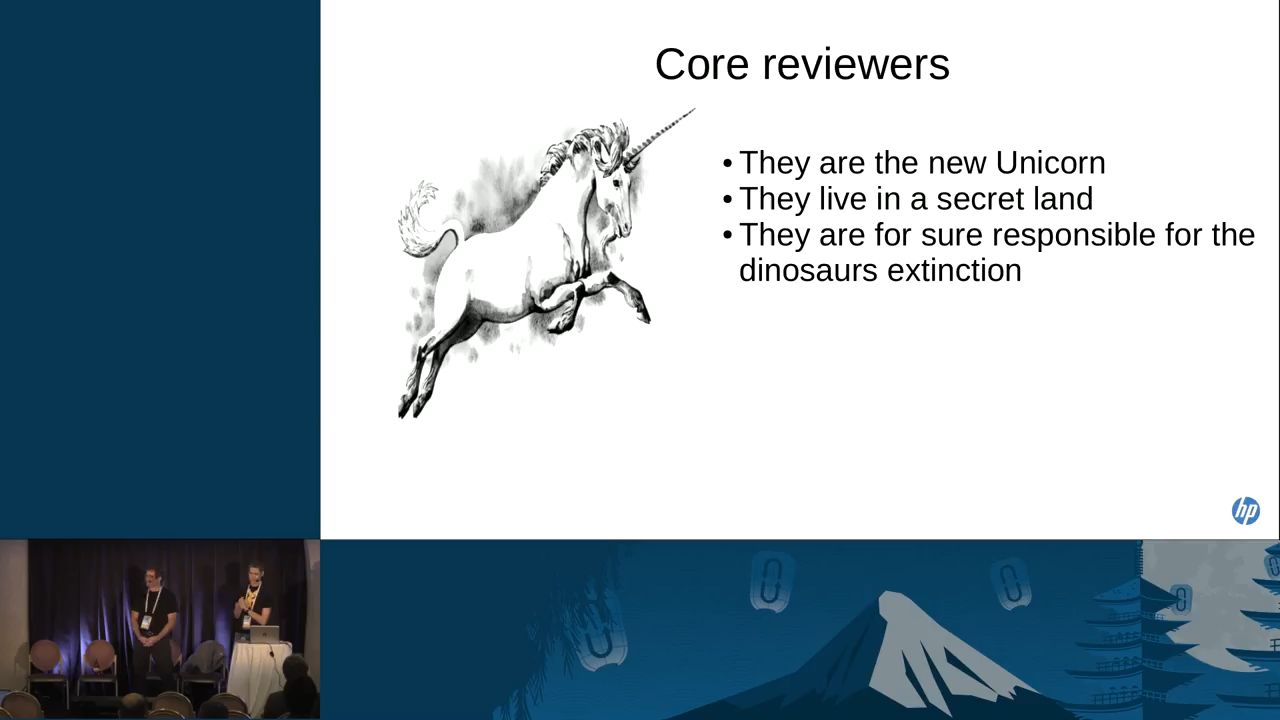 Core reviewers
• They are the new Unicorn
• They live in a secret land
• They are for sure responsible for the
dinosaurs extinction
hp